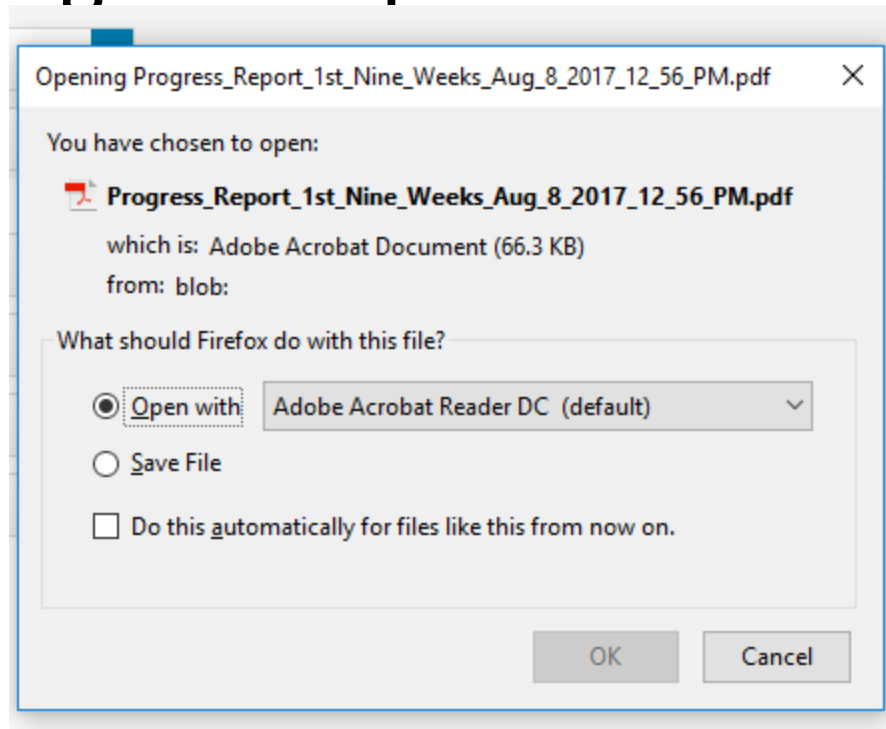 Opening Progress_Report_1st_Nine_Weeks_Aug_8_2017_12_56_PM.pdf
You have chosen to open:
Progress_Report_1st_Nine_Weeks_Aug_8_2017_12_56_PM.pdf
which is: Adobe Acrobat Document (66.3 KB)
from: blob:
What should Firefox do with this file?
Open with Adobe Acrobat Reader DC (default)
Save File
Do this automatically for files like this from now on.
OK Cancel